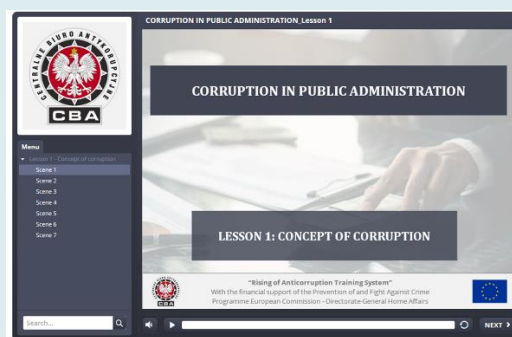 CORRUPTION IN PUBLIC ADMINISTRATION_Lesson 1
CENTRALNE BIURO ANTYKORUPCYJNE
CBA
Menu
Lesson 1 - Concept of corruption
Scene 1
Scene 2
Scene 3
Scene 4
Scene 5
Scene 6
Scene 7
Search...
CORRUPTION IN PUBLIC ADMINISTRATION
LESSON 1: CONCEPT OF CORRUPTION
CBA
"Rising of Anticorruption Training System"
With the financial support of the Prevention of and Fight Against Crime
Programme European Commission –Directorate-General Home Affairs
NEXT >